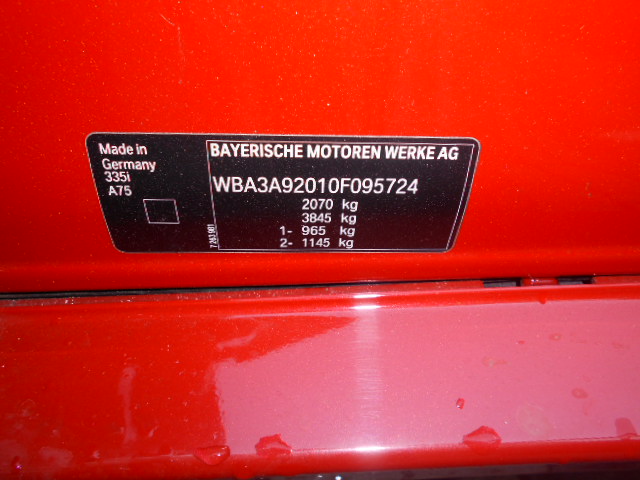 Made in
Germany
335i
A75
BAYERISCHE MOTOREN WERKE AG
WBA3A92010F095724
2070 kg
3845 kg
1- 965 kg
2- 1145 kg